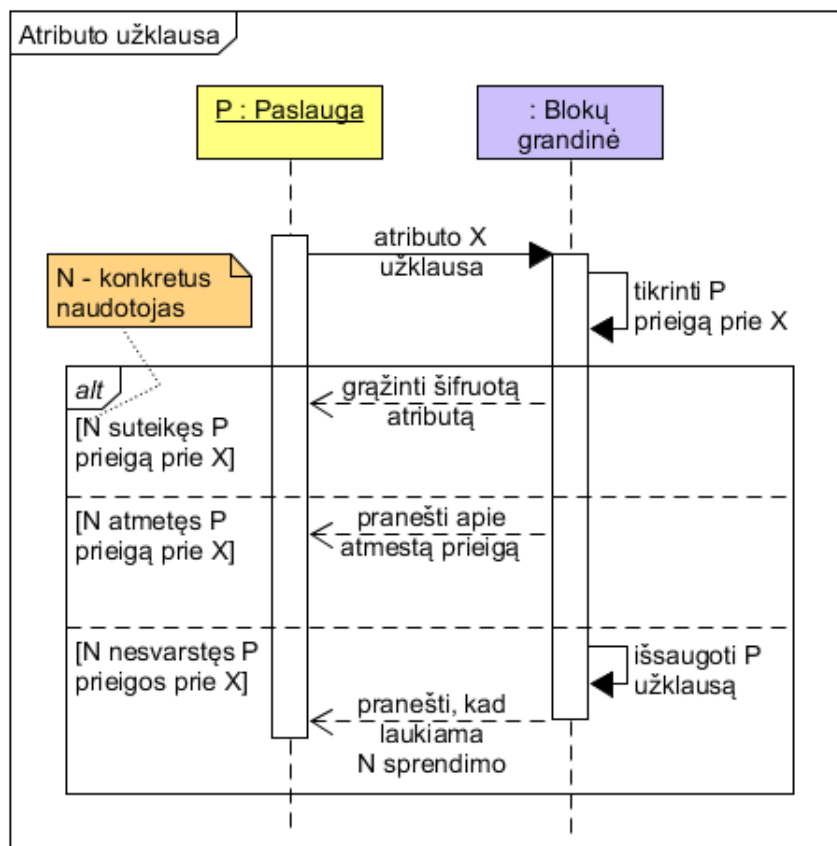 Atributo užklausa
P : Paslauga
: Blokų
grandinė
atributo X
užklausa
N - konkretus
naudotojas
tikrinti P
prieigą prie X
alt
grąžinti šifruotą
atributą
[N suteikęs P
prieigą prie X]
[N atmetęs P
prieigą prie X]
pranešti apie
atmestą prieigą
[N nesvarstęs P
prieigos prie X]
išsaugoti P
užklausą
pranešti, kad
laukiama
N sprendimo